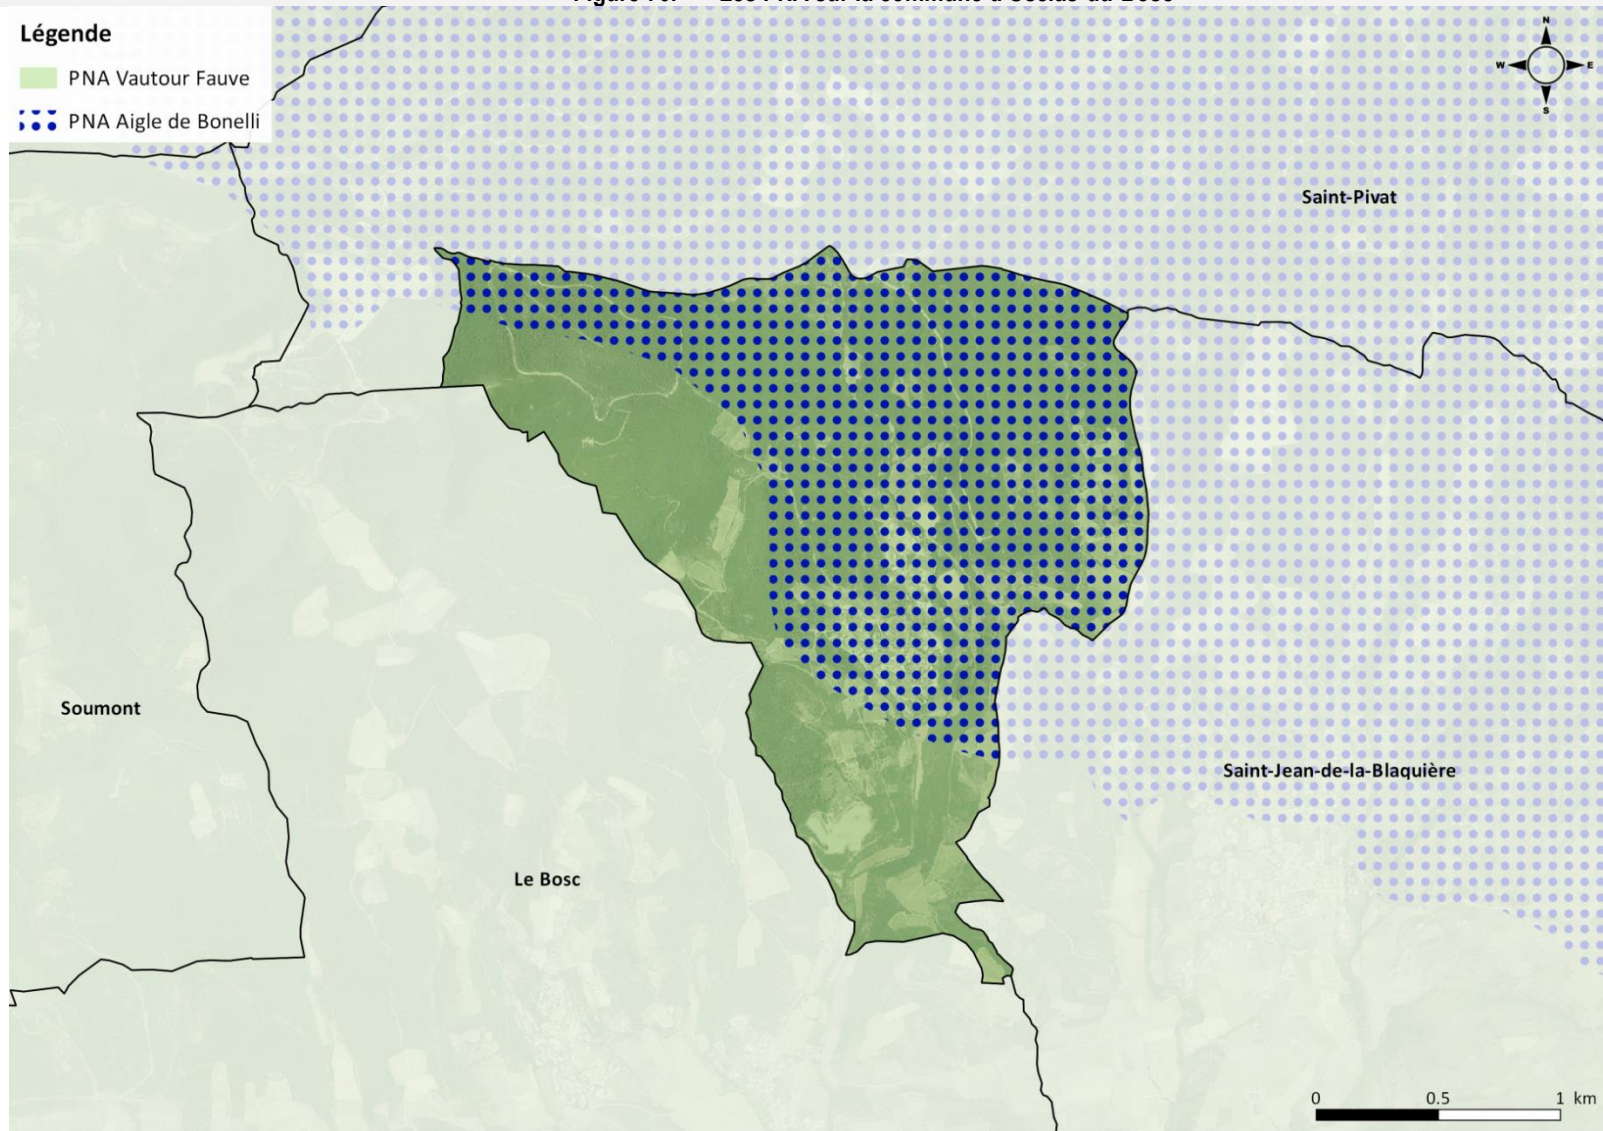 Légende
PNA Vautour Fauve
PNA Aigle de Bonelli
N
W
E
S
Saint-Pivat
Soumont
Saint-Jean-de-la-Blaquière
Le Bosc
0 0.5 1 km